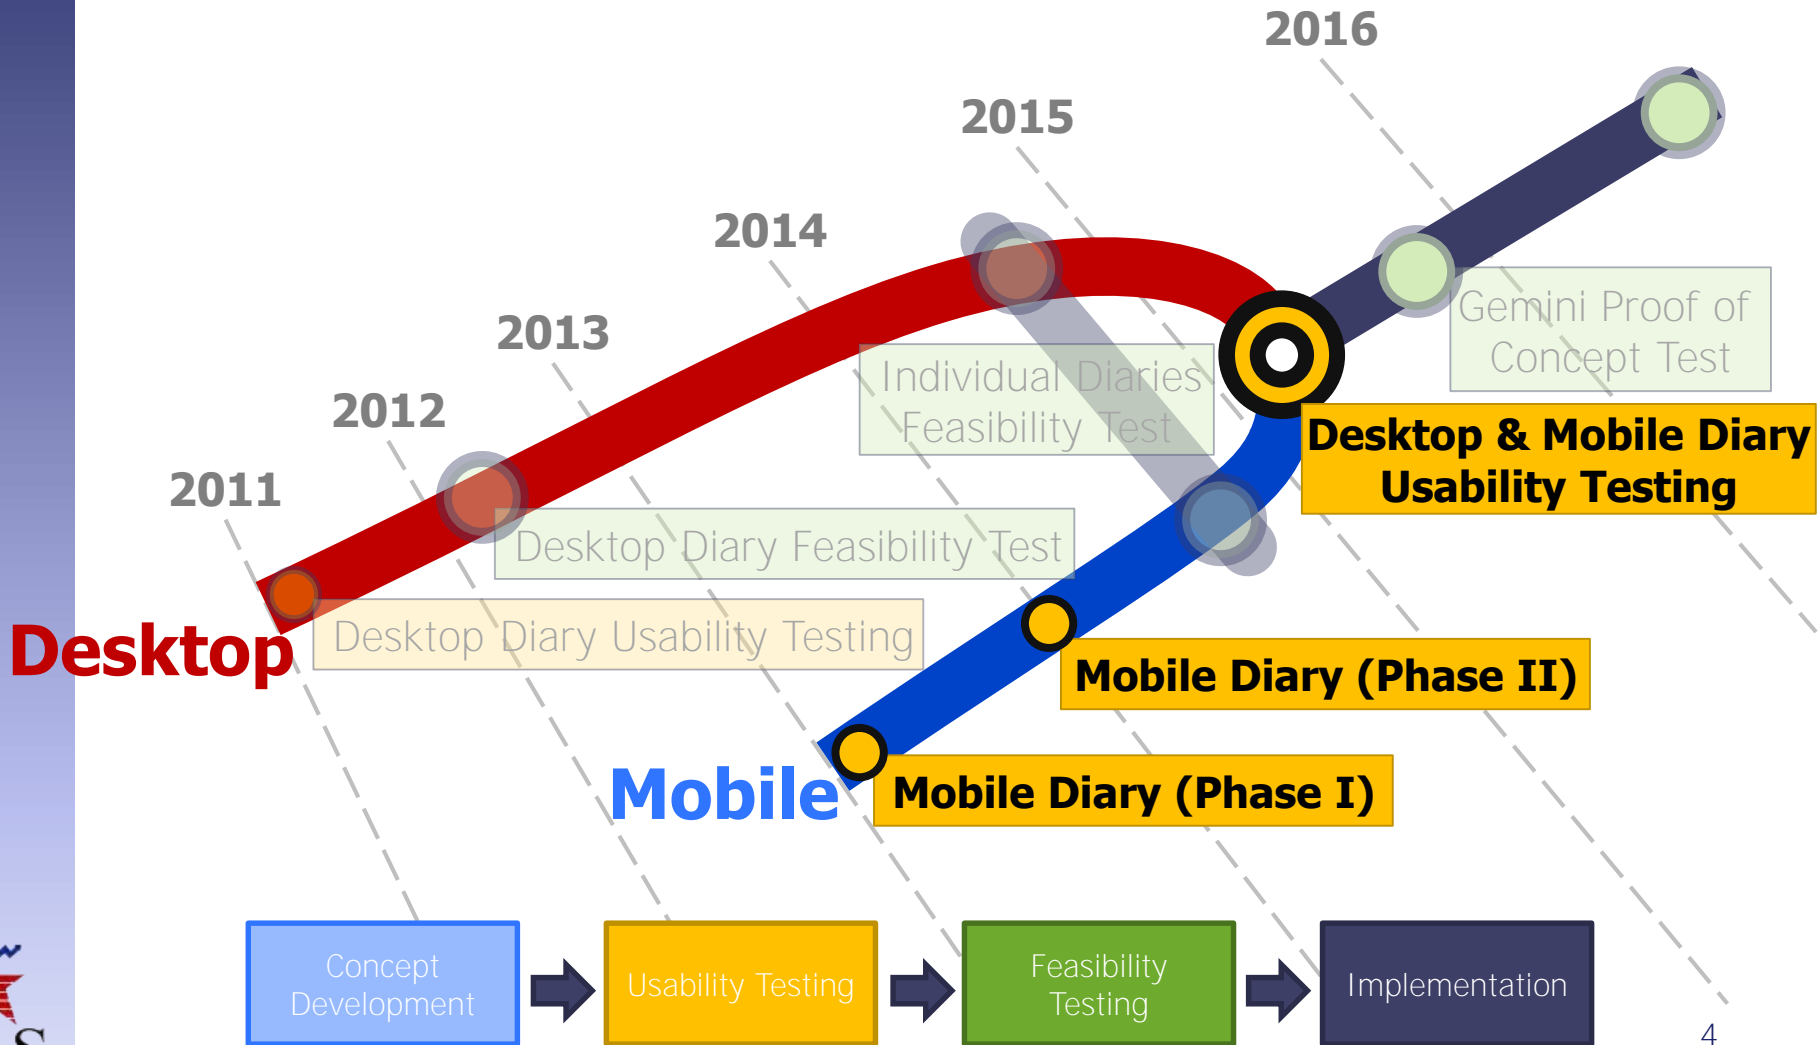 2016
2015
2014
2013
2012
2011
Gemini Proof of
Concept Test
Individual Diaries
Feasibility Test
Desktop & Mobile Diary
Usability Testing
Desktop Diary Feasibility Test
Desktop Diary Usability Testing
Desktop
Mobile Diary (Phase II)
Mobile
Mobile Diary (Phase I)
Concept
Development
Usability Testing
Feasibility
Testing
Implementation
S
4